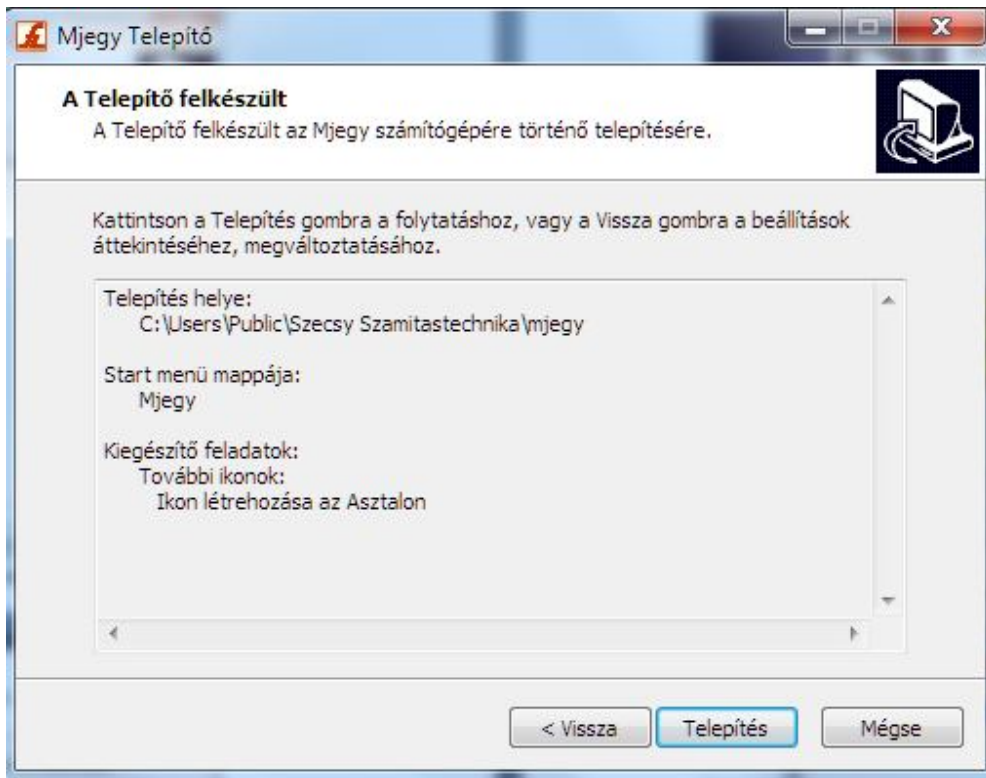 Mjegy Telepítő
A Telepítő felkészült
A Telepítő felkészült az Mjegy számítógépére történő telepítésére.
Kattintson a Telepítés gombra a folytatáshoz, vagy a Vissza gombra a beállítások
áttekintéséhez, megváltoztatásához.
Telepítés helye:
C:\Users\Public\Szecsy Szamitastechnika\mjegy
Start menü mappája:
Mjegy
Kiegészítő feladatok:
További ikonok:
Ikon létrehozása az Asztalon
< Vissza
Telepítés
Mégse